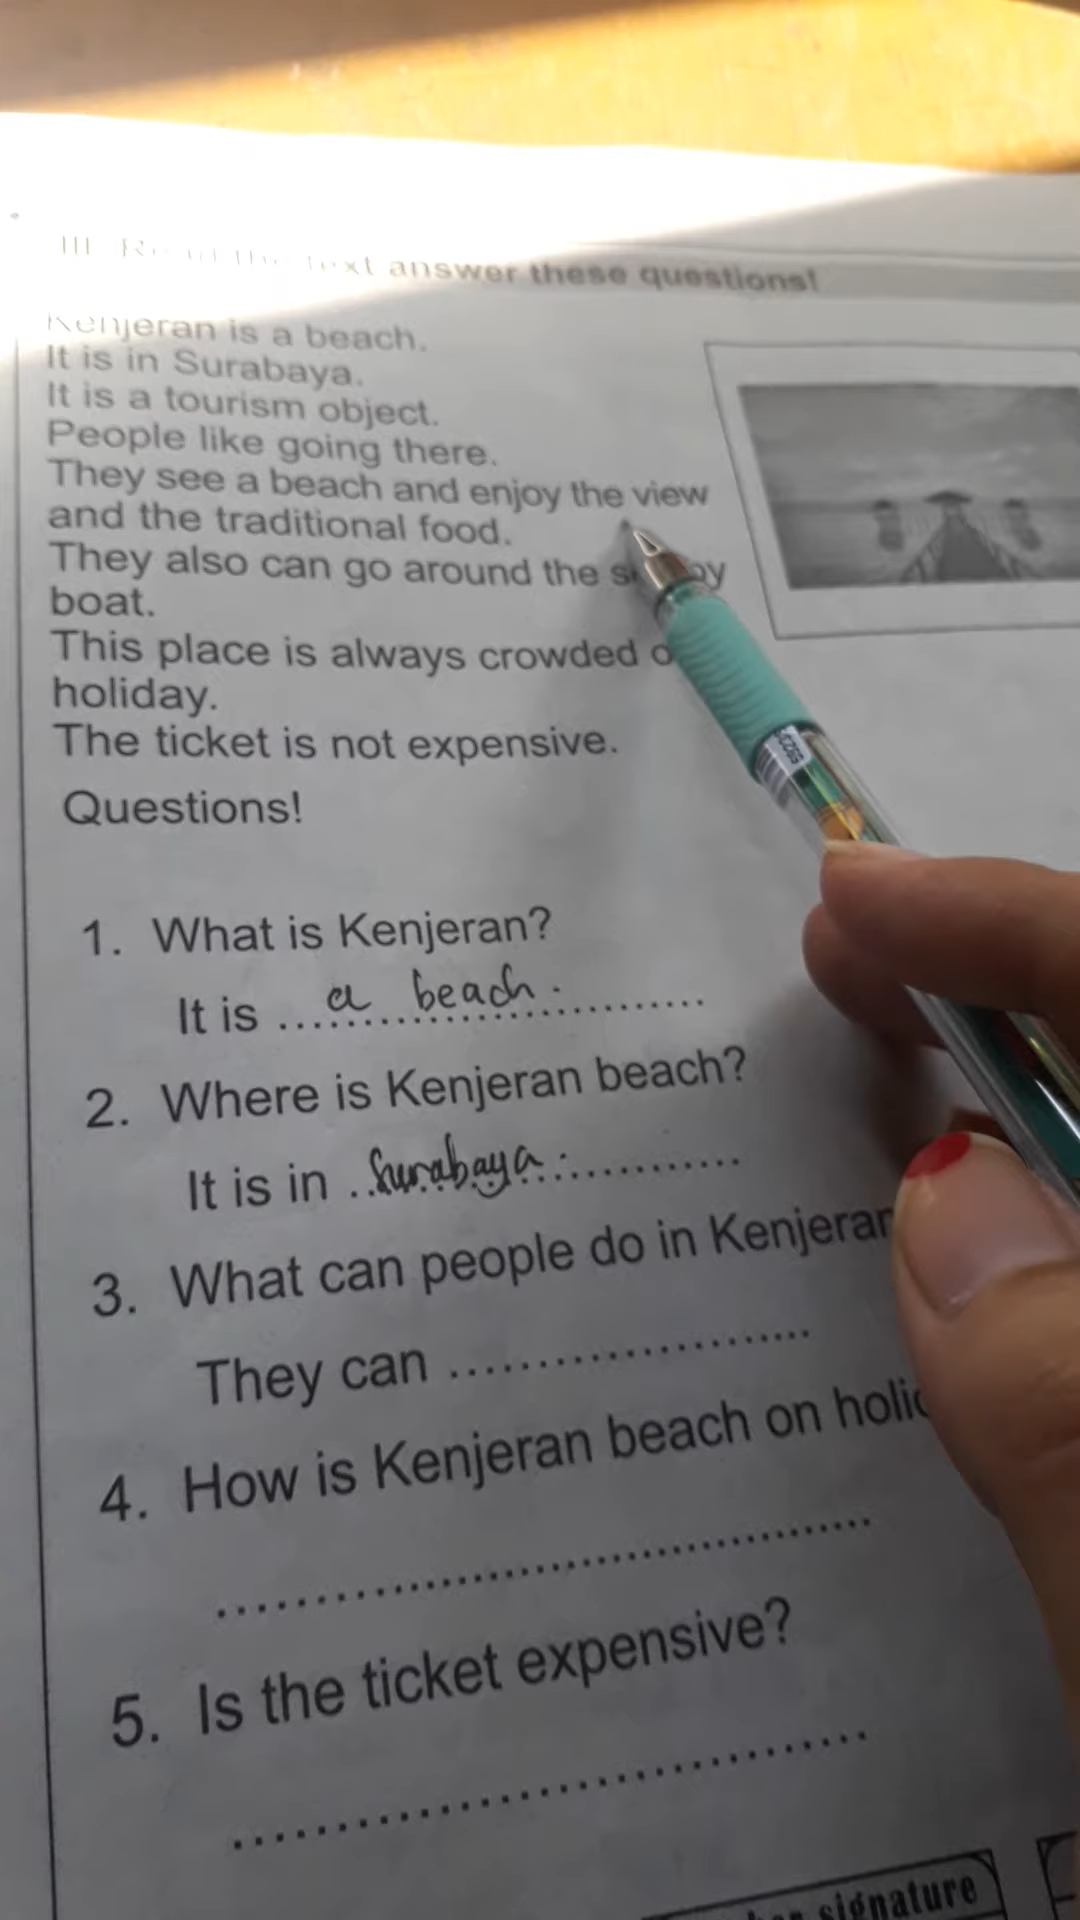 III. Read the text answer these questions!
Kenjeran is a beach.
It is in Surabaya.
It is a tourism object.
People like going there.
They see a beach and enjoy the view
and the traditional food.
They also can go around the by
boat.
This place is always crowded
holiday.
The ticket is not expensive.
Questions!
1. What is Kenjeran?
It is ... a beach. ...
2. Where is Kenjeran beach?
It is in ... Surabaya. ...
3. What can people do in Kenjeran
They can ...
4. How is Kenjeran beach on
5. Is the ticket expensive?
signature